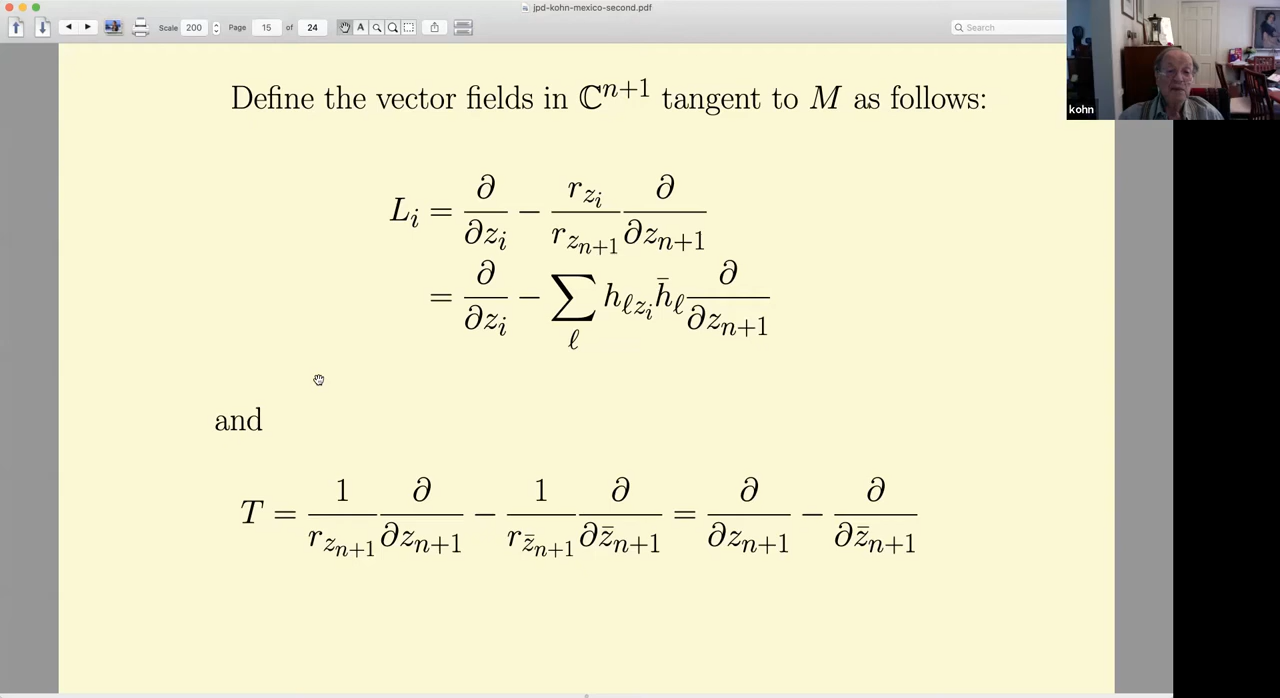 jpd-kohn-mexico-second.pdf
Scale 200 Page 15 of 24 A Search
kohn
Define the vector fields in ℂⁿ⁺¹ tangent to M as follows:
L_i = ∂/∂z_i − (r_{z_i}/r_{z_{n+1}}) ∂/∂z_{n+1}
= ∂/∂z_i − ∑_ℓ h_{ℓz_i} h̄_ℓ ∂/∂z_{n+1}
and
T = (1/r_{z_{n+1}}) ∂/∂z_{n+1} − (1/r_{z̄_{n+1}}) ∂/∂z̄_{n+1} = ∂/∂z_{n+1} − ∂/∂z̄_{n+1}